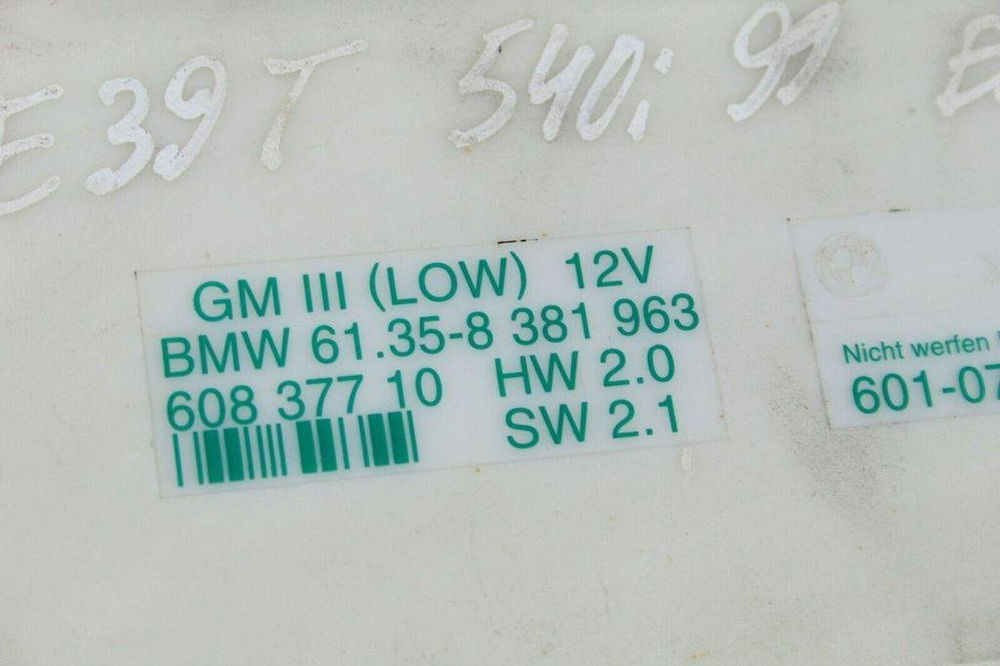 E39T 540i 99
GM III (LOW) 12V
BMW 61.35-8 381 963
608 377 10 HW 2.0
SW 2.1
Nicht werfen
601-07